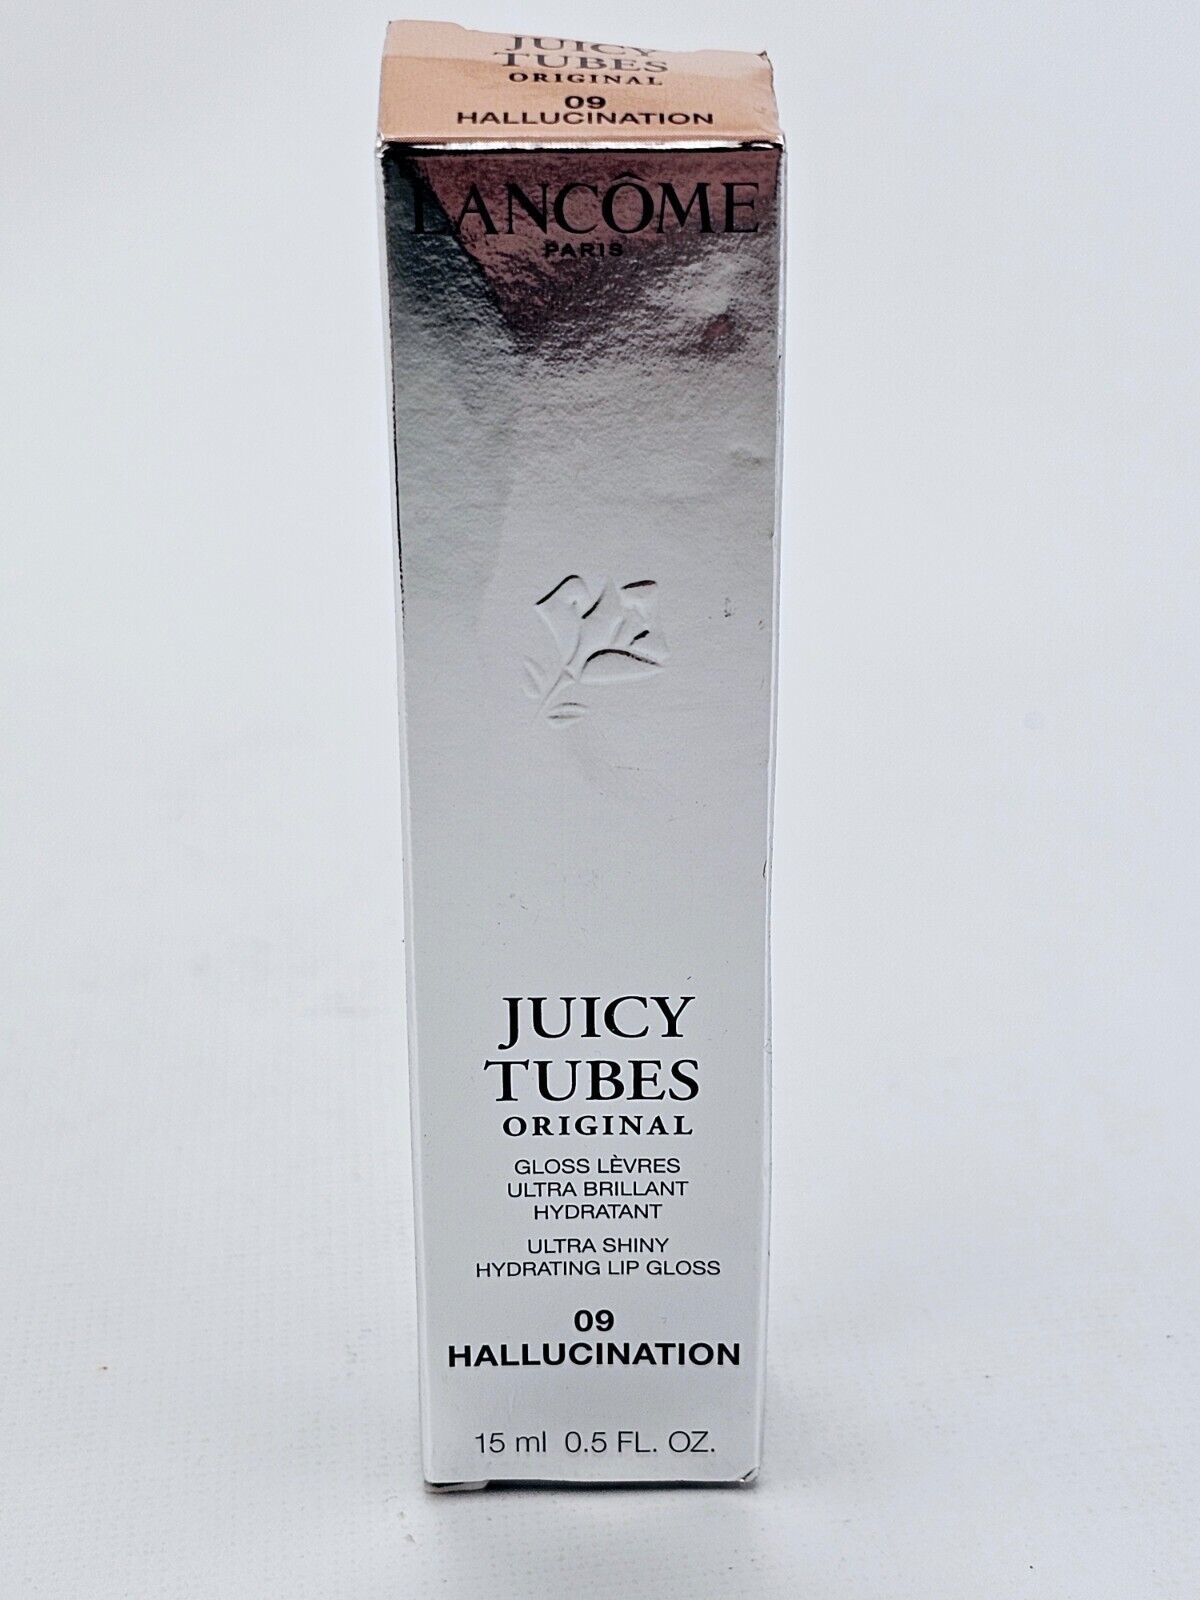 JUICY
TUBES
ORIGINAL
09
HALLUCINATION
LANCÔME
PARIS
JUICY
TUBES
ORIGINAL
GLOSS LÈVRES
ULTRA BRILLANT
HYDRATANT
ULTRA SHINY
HYDRATING LIP GLOSS
09
HALLUCINATION
15 ml 0.5 FL. OZ.